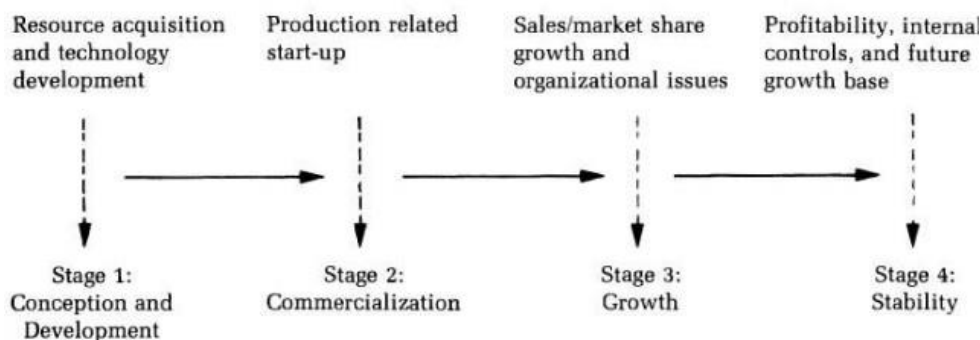 Resource acquisition
and technology
development
Production related
start-up
Sales/market share
growth and
organizational issues
Profitability, internal
controls, and future
growth base
Stage 1:
Conception and
Development
Stage 2:
Commercialization
Stage 3:
Growth
Stage 4:
Stability